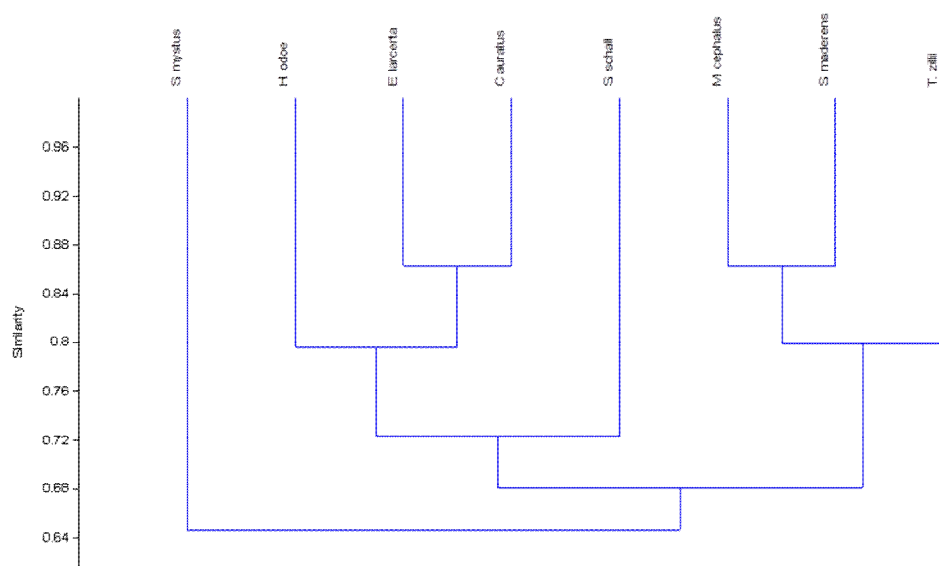 S mystus
H odoe
E larcerta
C auratus
S schall
M cephalus
S maderens
T. zilli
0.96
0.92
0.88
0.84
0.8
0.76
0.72
0.68
0.64
Similarity